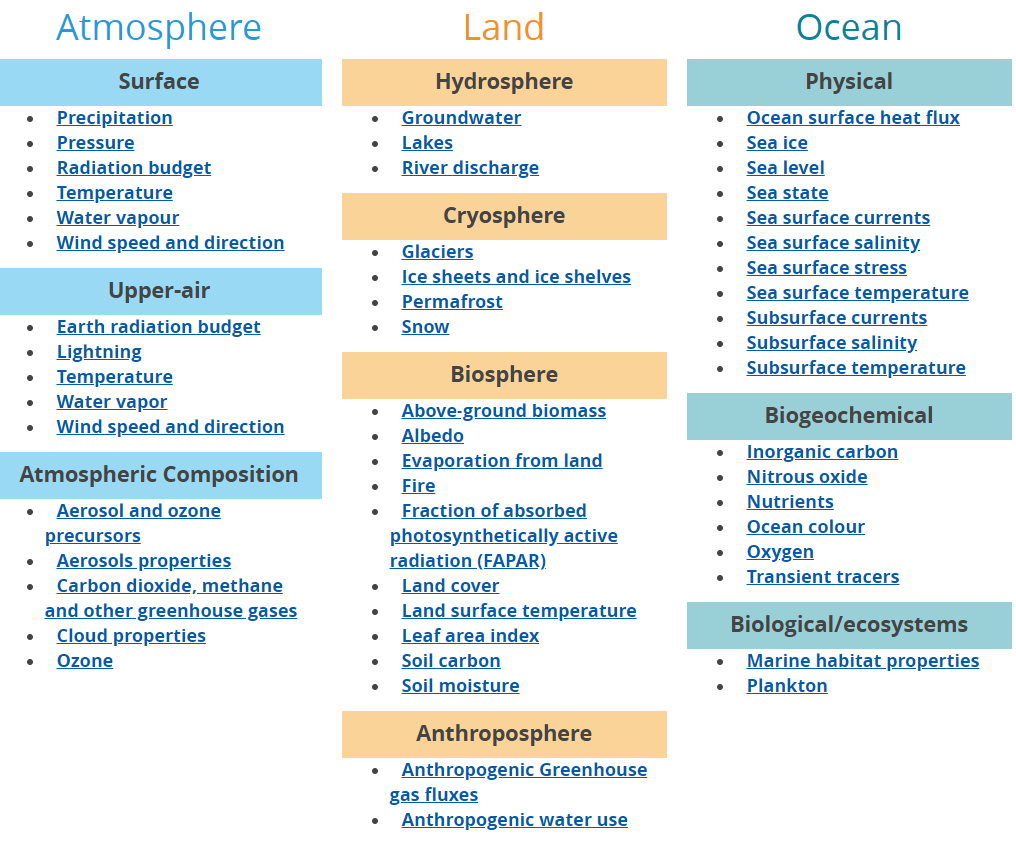 Atmosphere
Surface
Precipitation
Pressure
Radiation budget
Temperature
Water vapour
Wind speed and direction
Upper-air
Earth radiation budget
Lightning
Temperature
Water vapor
Wind speed and direction
Atmospheric Composition
Aerosol and ozone
precursors
Aerosols properties
Carbon dioxide, methane
and other greenhouse gases
Cloud properties
Ozone
Land
Hydrosphere
Groundwater
Lakes
River discharge
Cryosphere
Glaciers
Ice sheets and ice shelves
Permafrost
Snow
Biosphere
Above-ground biomass
Albedo
Evaporation from land
Fire
Fraction of absorbed
photosynthetically active
radiation (FAPAR)
Land cover
Land surface temperature
Leaf area index
Soil carbon
Soil moisture
Anthroposphere
Anthropogenic Greenhouse
gas fluxes
Anthropogenic water use
Ocean
Physical
Ocean surface heat flux
Sea ice
Sea level
Sea state
Sea surface currents
Sea surface salinity
Sea surface stress
Sea surface temperature
Subsurface currents
Subsurface salinity
Subsurface temperature
Biogeochemical
Inorganic carbon
Nitrous oxide
Nutrients
Ocean colour
Oxygen
Transient tracers
Biological/ecosystems
Marine habitat properties
Plankton